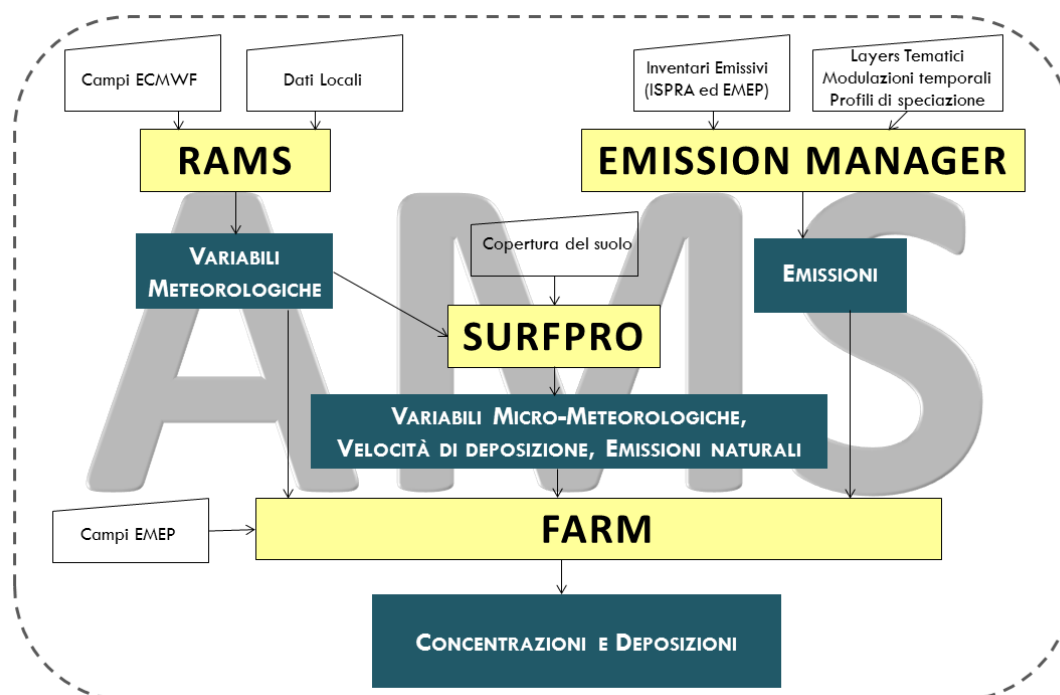 Campi ECMWF
Dati Locali
Inventari Emissivi
(ISPRA ed EMEP)
Layers Tematici
Modulazioni temporali
Profili di speciazione
RAMS
EMISSION MANAGER
AMS
Copertura del suolo
VARIABILI
METEOROLOGICHE
EMISSIONI
SURFPRO
VARIABILI MICRO-METEOROLOGICHE,
VELOCITÀ DI DEPOSIZIONE, EMISSIONI NATURALI
Campi EMEP
FARM
CONCENTRAZIONI E DEPOSIZIONI